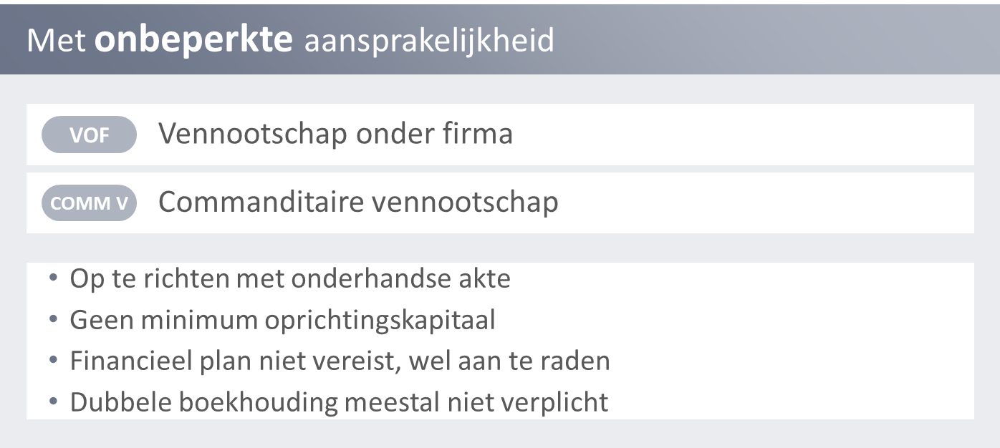 Met onbeperkte aansprakelijkheid
VOF Vennootschap onder firma
COMM V Commanditaire vennootschap
• Op te richten met onderhandse akte
• Geen minimum oprichtingskapitaal
• Financieel plan niet vereist, wel aan te raden
• Dubbele boekhouding meestal niet verplicht